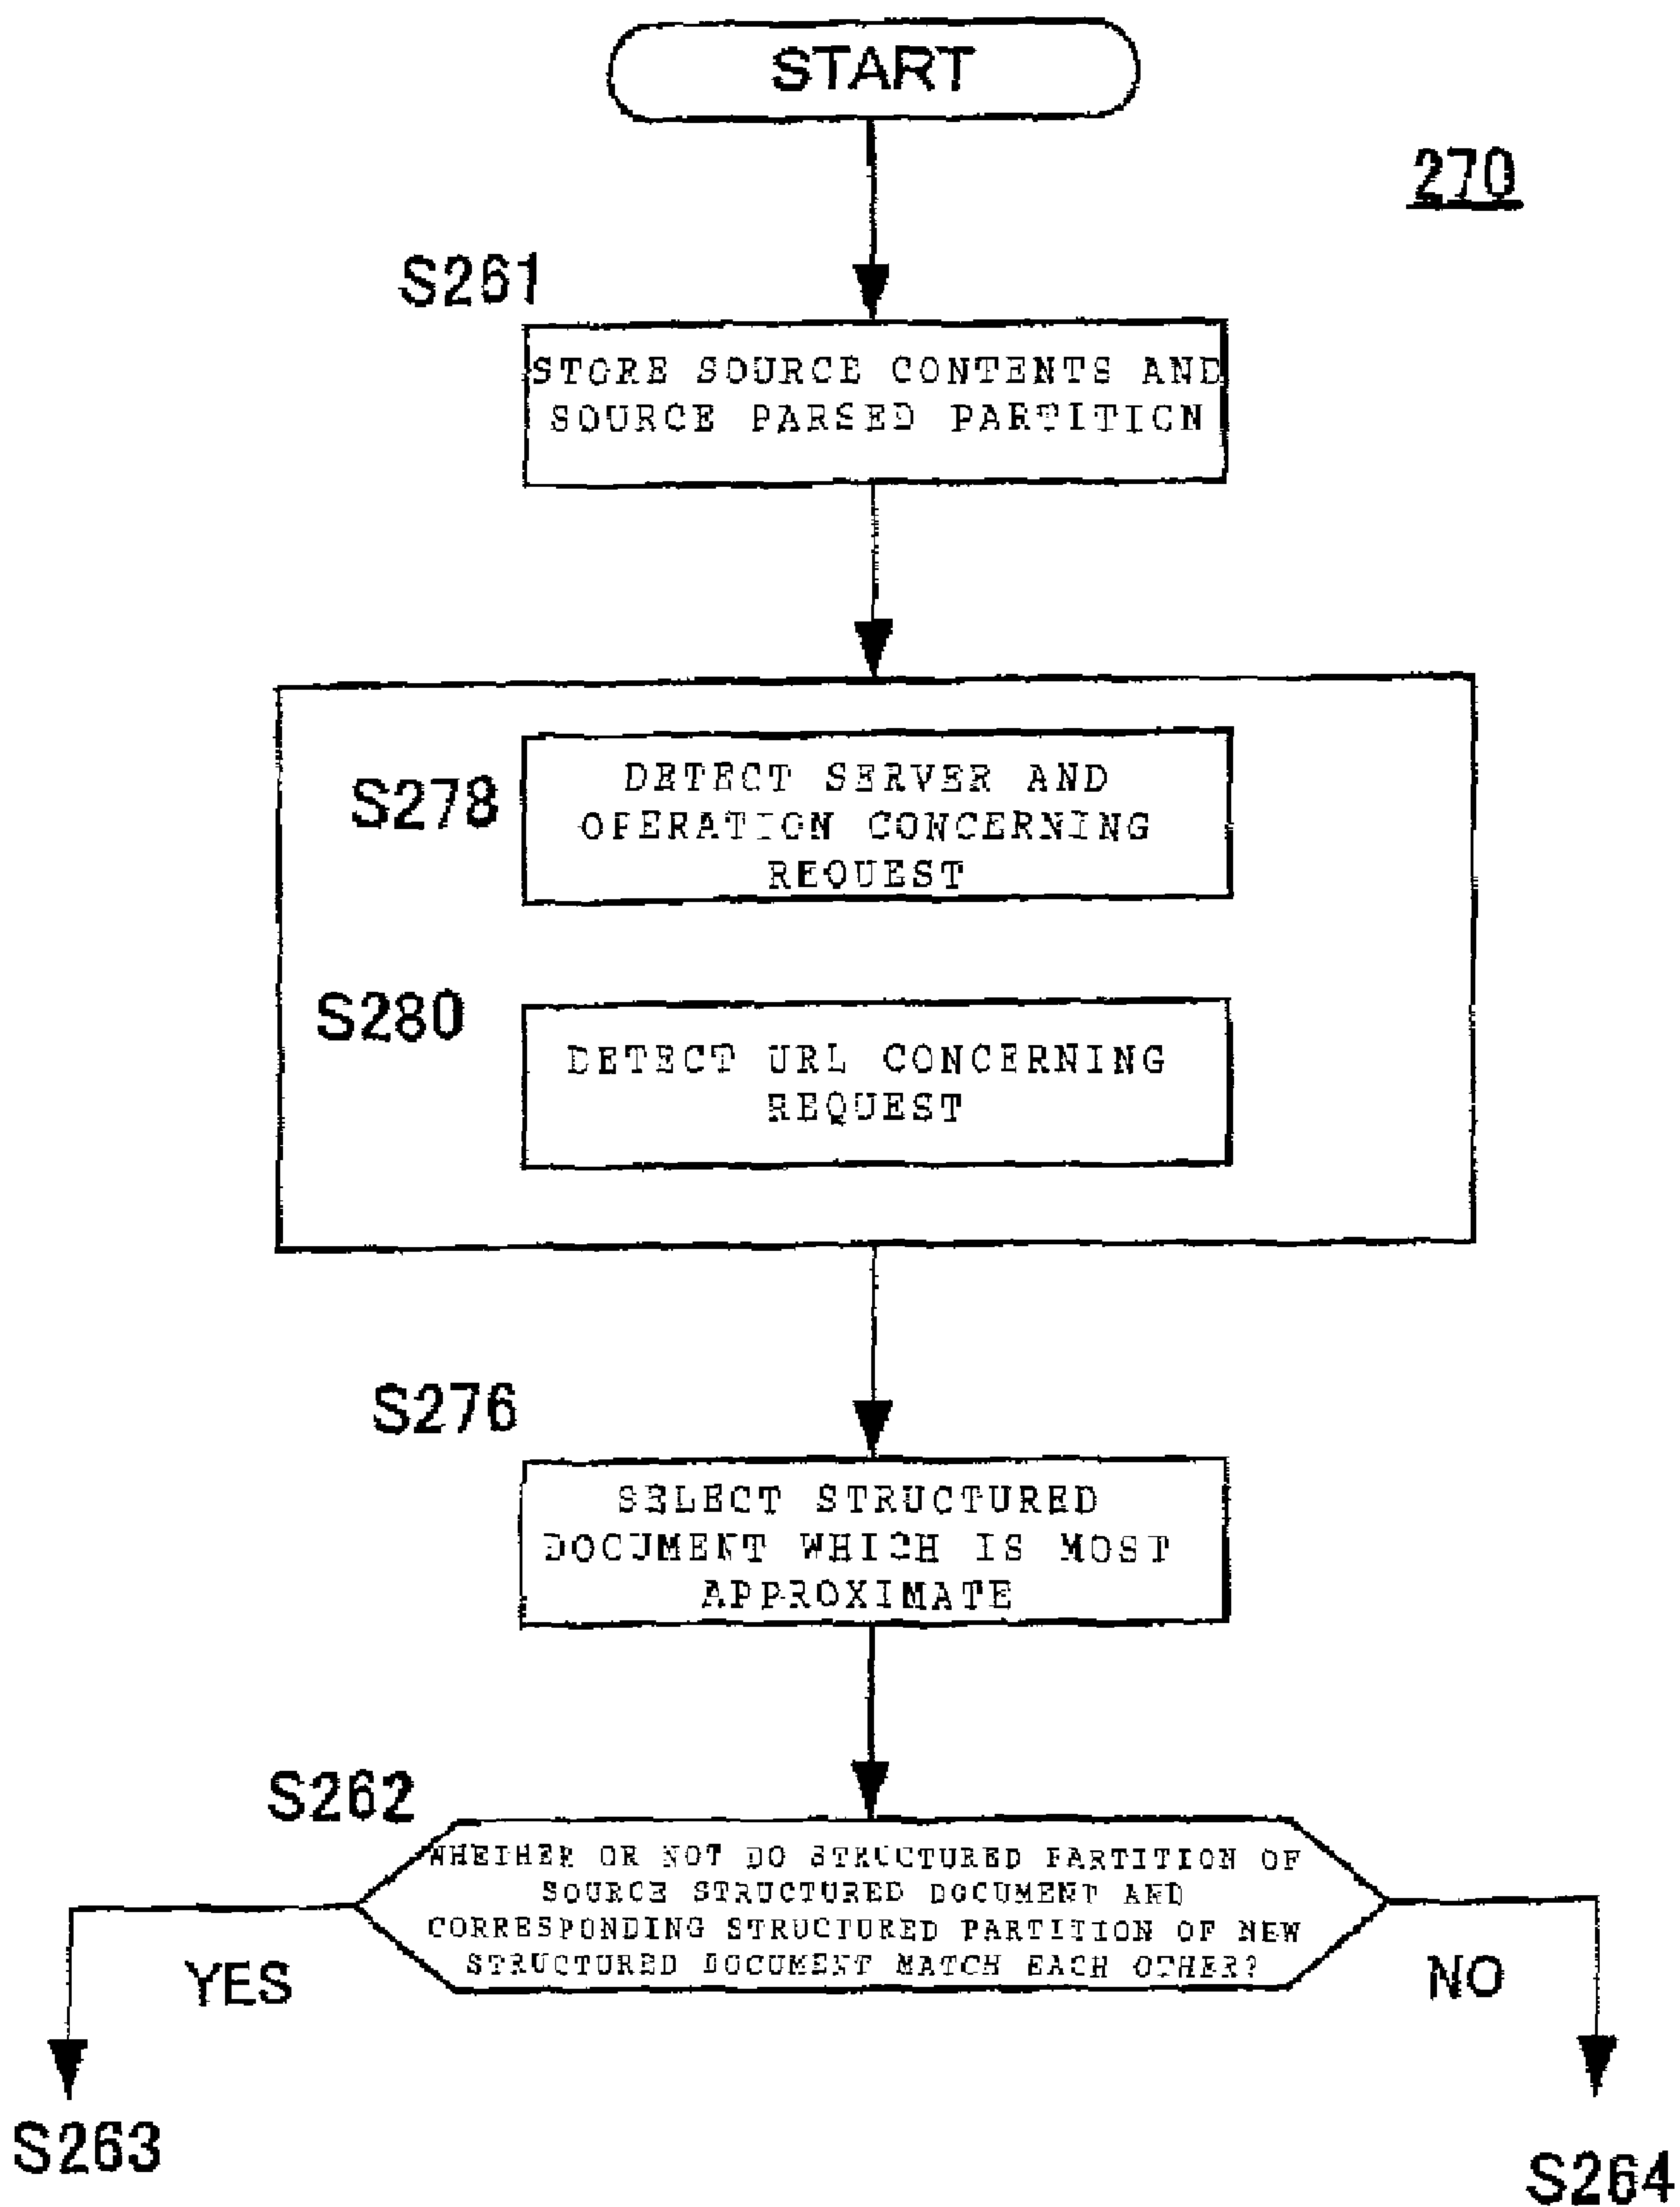 START
270
S261
STORE SOURCE CONTENTS AND
SOURCE PARSED PARTITION
S278
DETECT SERVER AND
OPERATION CONCERNING
REQUEST
S280
DETECT URL CONCERNING
REQUEST
S276
SELECT STRUCTURED
DOCUMENT WHICH IS MOST
APPROXIMATE
S262
WHETHER OR NOT DO STRUCTURED PARTITION OF
SOURCE STRUCTURED DOCUMENT AND
CORRESPONDING STRUCTURED PARTITION OF NEW
STRUCTURED DOCUMENT MATCH EACH OTHER?
YES
NO
S263
S264